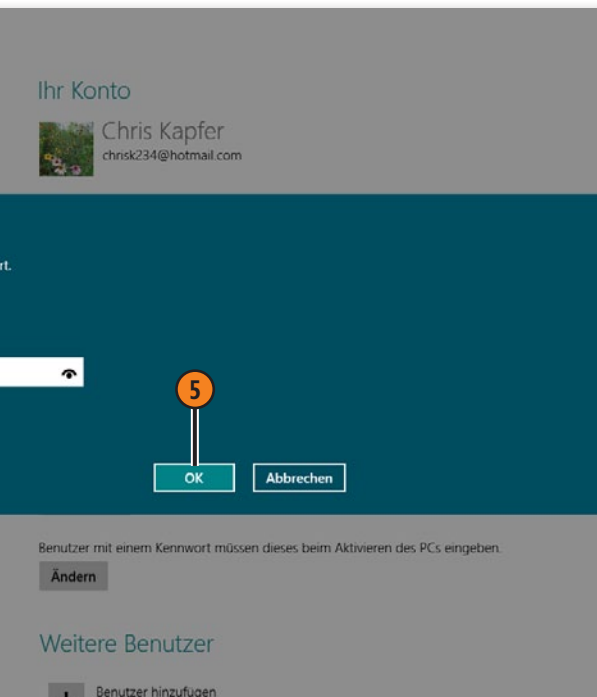 Ihr Konto
Chris Kapfer
chrisk234@hotmail.com
rt.
5
OK Abbrechen
Benutzer mit einem Kennwort müssen dieses beim Aktivieren des PCs eingeben.
Ändern
Weitere Benutzer
Benutzer hinzufügen